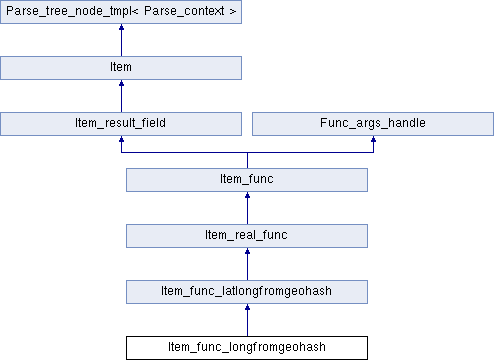 Parse_tree_node_tmpl< Parse_context >
Item
Item_result_field
Func_args_handle
Item_func
Item_real_func
Item_func_latlongfromgeohash
Item_func_longfromgeohash